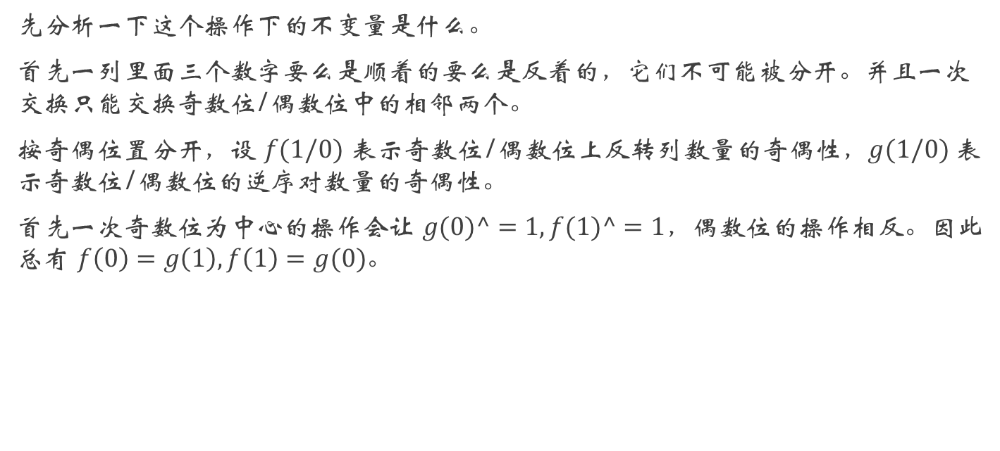 先分析一下这个操作下的不变量是什么。
首先一列里面三个数字要么是顺着的要么是反着的，它们不可能被分开。并且一次
交换只能交换奇数位/偶数位中的相邻两个。
按奇偶位置分开，设 f(1/0) 表示奇数位/偶数位上反转列数量的奇偶性，g(1/0) 表
示奇数位/偶数位的逆序对数量的奇偶性。
首先一次奇数位为中心的操作会让 g(0)^ = 1, f(1)^ = 1，偶数位的操作相反。因此
总有 f(0) = g(1), f(1) = g(0)。